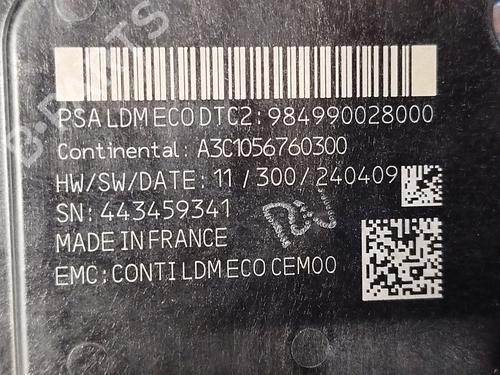 B-PARTS
PSA LDM ECO DTC2: 984990028000
Continental: A3C1056760300
HW/SW/DATE: 11 / 300 / 240409
SN: 443459341
MADE IN FRANCE
EMC: CONTI LDM ECO CEM00